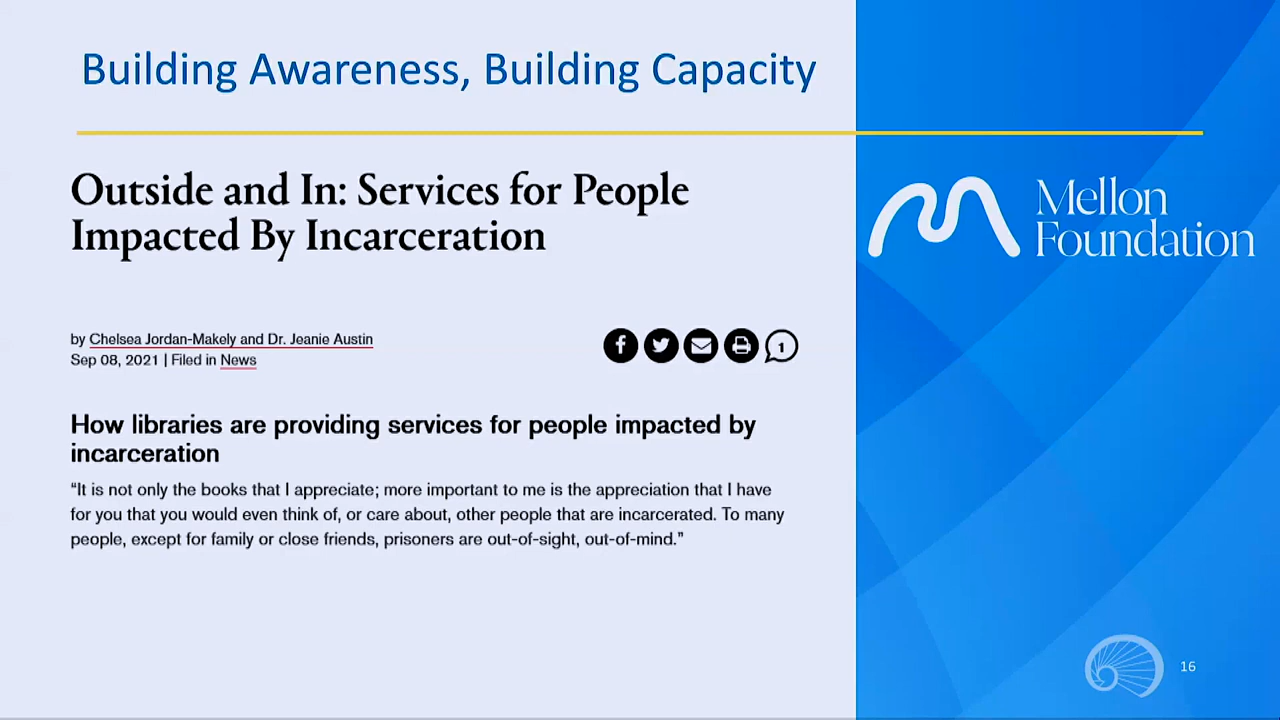 Building Awareness, Building Capacity
Outside and In: Services for People
Impacted By Incarceration
by Chelsea Jordan-Makely and Dr. Jeanie Austin
Sep 08, 2021 | Filed in News
1
How libraries are providing services for people impacted by
incarceration
“It is not only the books that I appreciate; more important to me is the appreciation that I have
for you that you would even think of, or care about, other people that are incarcerated. To many
people, except for family or close friends, prisoners are out-of-sight, out-of-mind.”
Mellon
Foundation
16